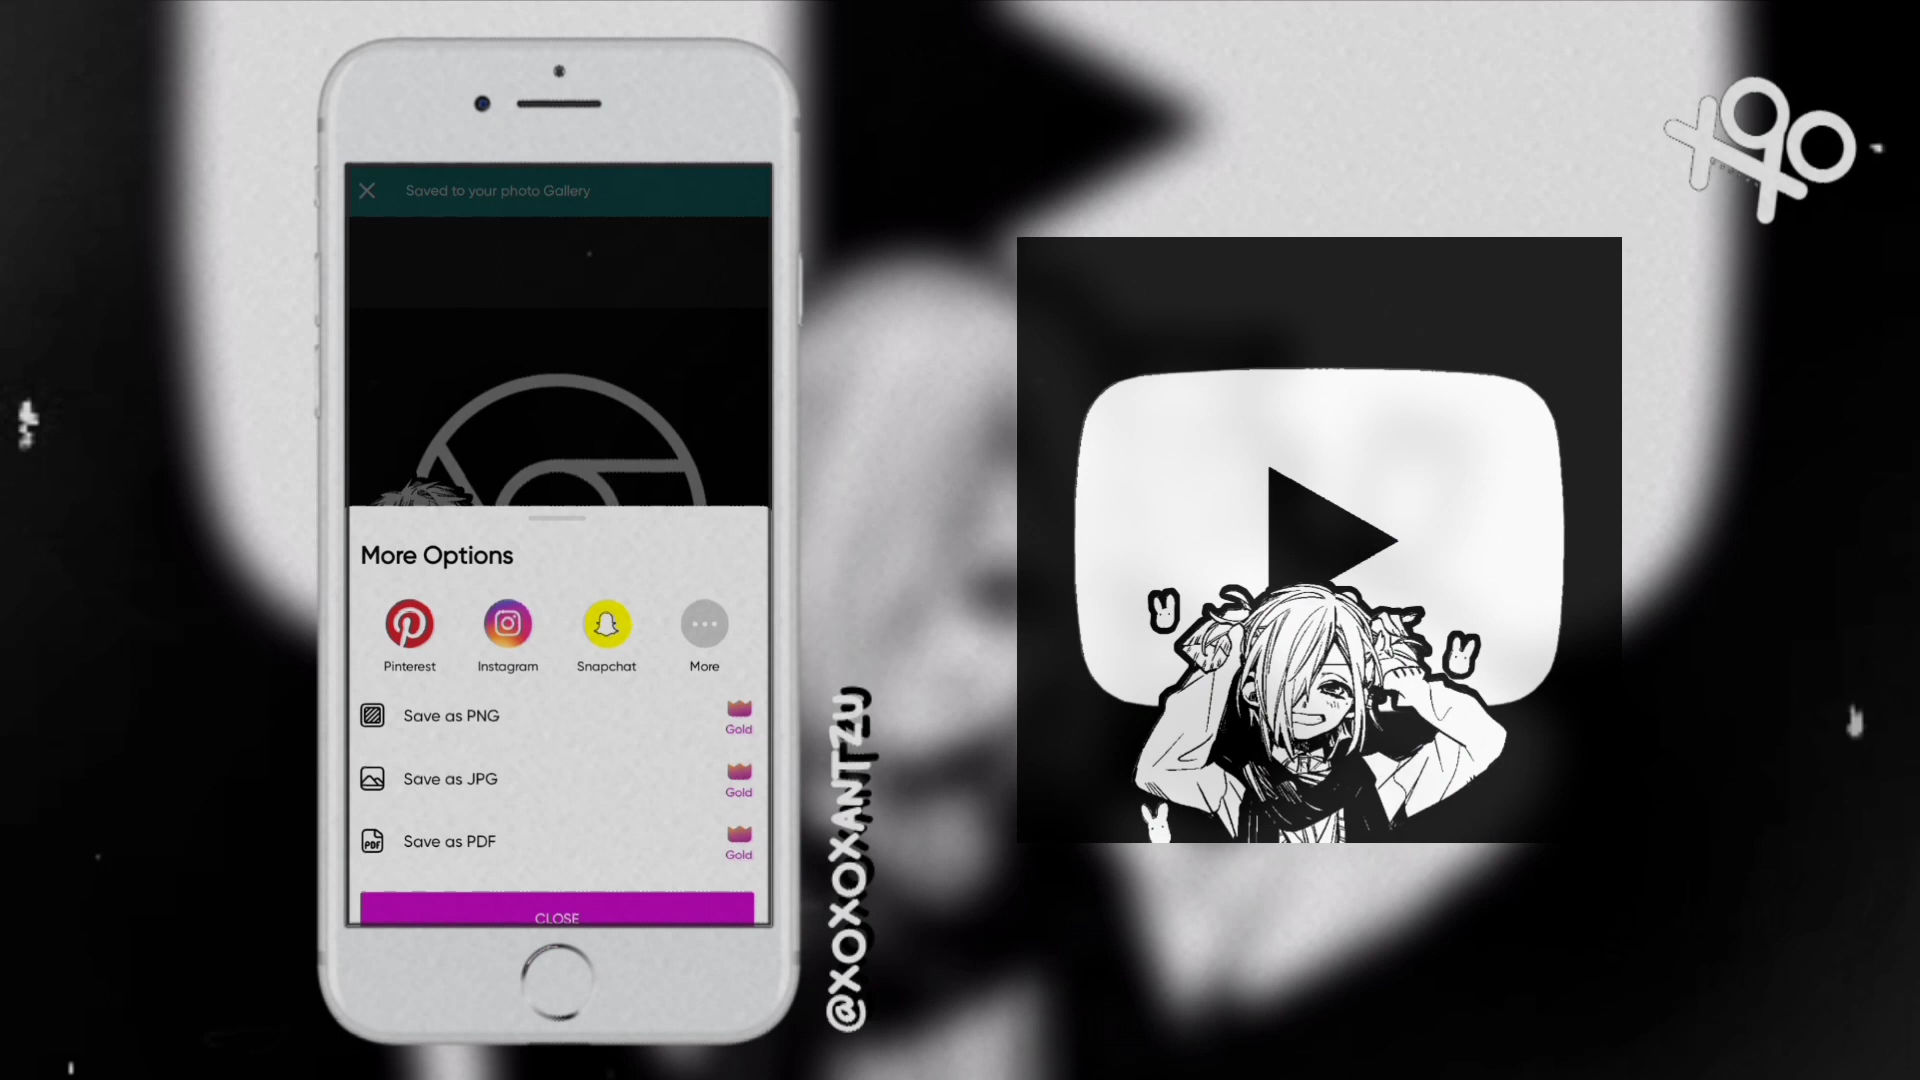 Saved to your photo Gallery
More Options
Pinterest
Instagram
Snapchat
More
Save as PNG
Gold
Save as JPG
Gold
PDF
Save as PDF
Gold
CLOSE
@XOXOXANTZU